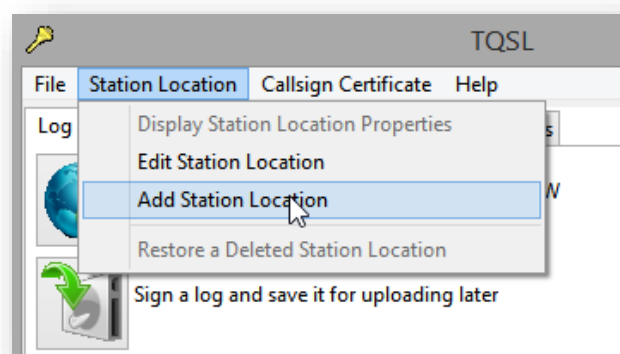 TQSL
File Station Location Callsign Certificate Help
Log
Display Station Location Properties
Edit Station Location
Add Station Location
Restore a Deleted Station Location
Sign a log and save it for uploading later